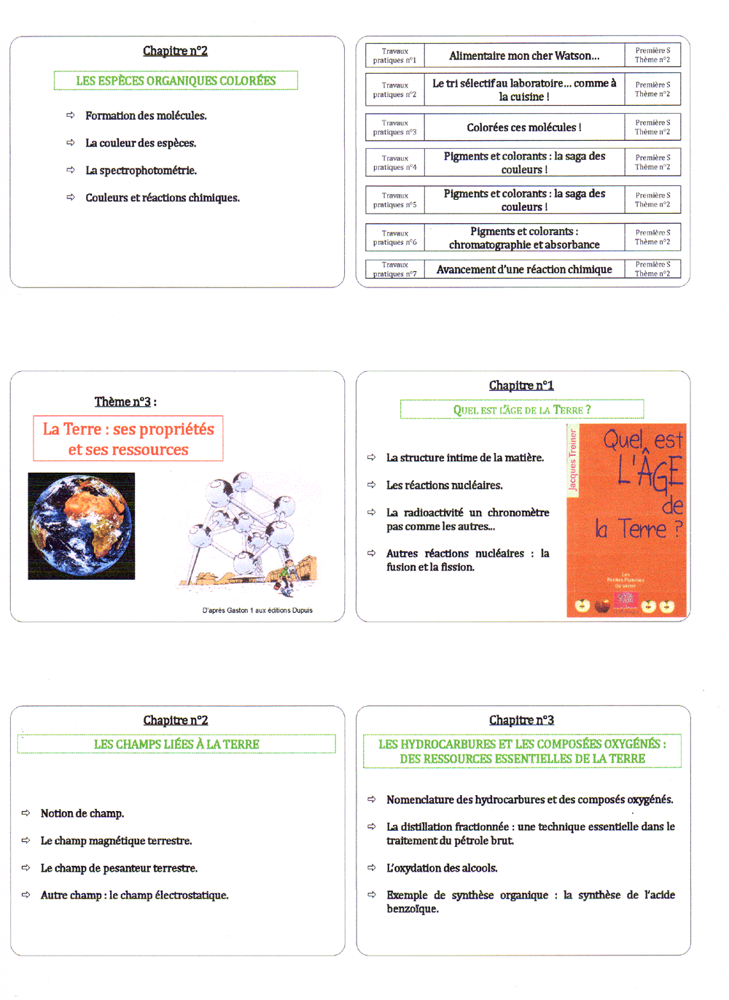 Chapitre n°2
LES ESPÈCES ORGANIQUES COLORÉES
⇨ Formation des molécules.
⇨ La couleur des espèces.
⇨ La spectrophotométrie.
⇨ Couleurs et réactions chimiques.
Travaux
pratiques n°1
Alimentaire mon cher Watson...
Première S
Thème n°2
Travaux
pratiques n°2
Le tri sélectif au laboratoire... comme à
la cuisine !
Première S
Thème n°2
Travaux
pratiques n°3
Colorées ces molécules !
Première S
Thème n°2
Travaux
pratiques n°4
Pigments et colorants : la saga des
couleurs !
Première S
Thème n°2
Travaux
pratiques n°5
Pigments et colorants : la saga des
couleurs !
Première S
Thème n°2
Travaux
pratiques n°6
Pigments et colorants :
chromatographie et absorbance
Première S
Thème n°2
Travaux
pratiques n°7
Avancement d'une réaction chimique
Première S
Thème n°2
Thème n°3 :
La Terre : ses propriétés
et ses ressources
D'après Gaston 1 aux éditions Dupuis
Chapitre n°1
QUEL EST L'ÂGE DE LA TERRE ?
⇨ La structure intime de la matière.
⇨ Les réactions nucléaires.
⇨ La radioactivité un chronomètre
pas comme les autres...
⇨ Autres réactions nucléaires : la
fusion et la fission.
Jacques Treiner
Quel est
L'ÂGE
de
la Terre ?
Les
Petites Pommes
du savoir
Chapitre n°2
LES CHAMPS LIÉES À LA TERRE
⇨ Notion de champ.
⇨ Le champ magnétique terrestre.
⇨ Le champ de pesanteur terrestre.
⇨ Autre champ : le champ électrostatique.
Chapitre n°3
LES HYDROCARBURES ET LES COMPOSÉES OXYGÉNÉS :
DES RESSOURCES ESSENTIELLES DE LA TERRE
⇨ Nomenclature des hydrocarbures et des composés oxygénés.
⇨ La distillation fractionnée : une technique essentielle dans le
traitement du pétrole brut.
⇨ L'oxydation des alcools.
⇨ Exemple de synthèse organique : la synthèse de l'acide
benzoïque.